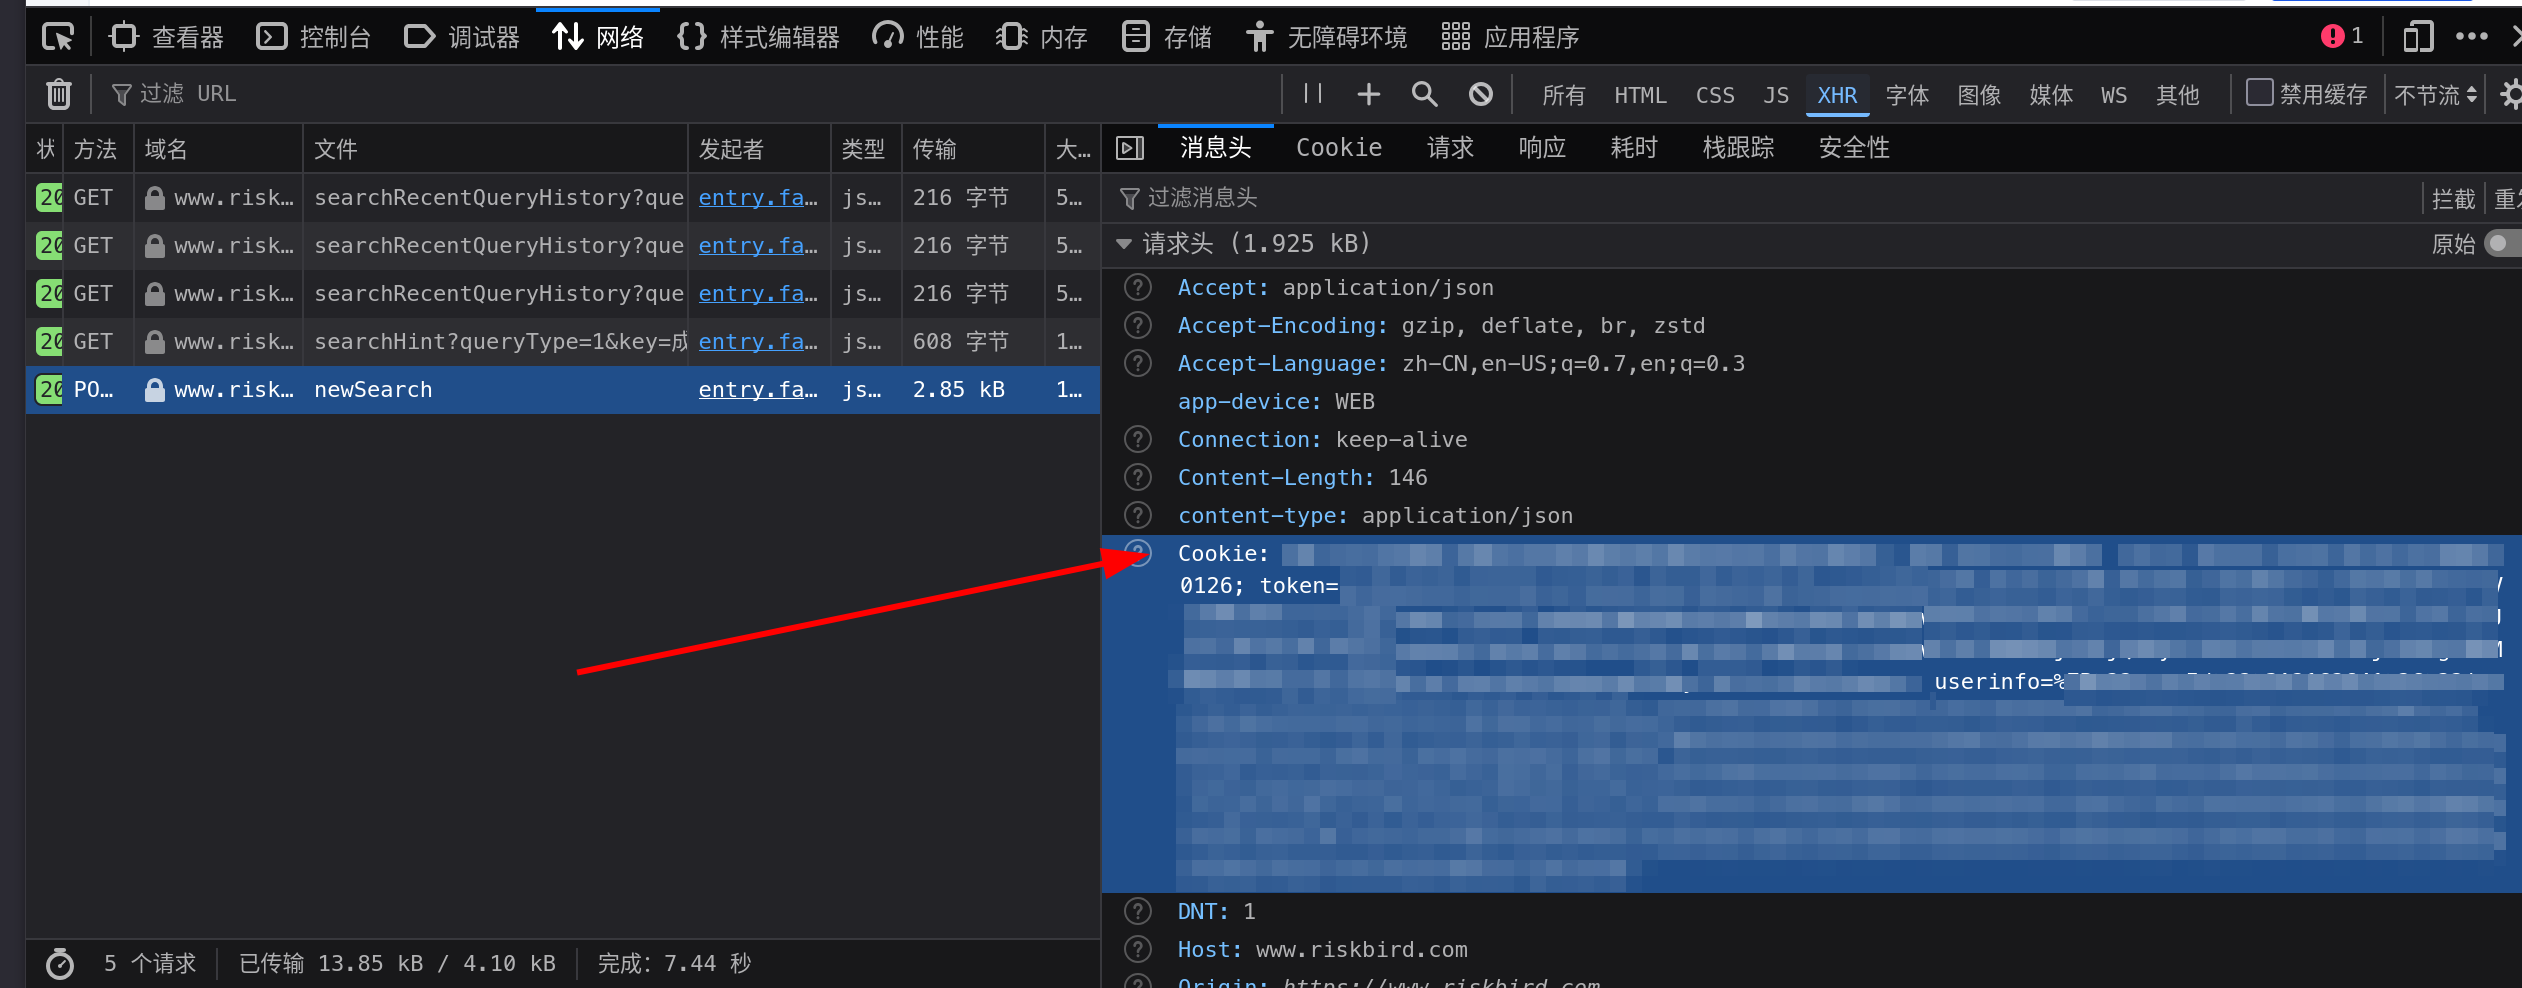 查看器 控制台 调试器 网络 样式编辑器 性能 内存 存储 无障碍环境 应用程序 1
过滤 URL 所有 HTML CSS JS XHR 字体 图像 媒体 WS 其他 禁用缓存 不节流
状 方法 域名 文件 发起者 类型 传输 大…
消息头 Cookie 请求 响应 耗时 栈跟踪 安全性
20 GET www.risk… searchRecentQueryHistory?que entry.fa… js… 216 字节 5…
20 GET www.risk… searchRecentQueryHistory?que entry.fa… js… 216 字节 5…
20 GET www.risk… searchRecentQueryHistory?que entry.fa… js… 216 字节 5…
20 GET www.risk… searchHint?queryType=1&key=成 entry.fa… js… 608 字节 1…
20 PO… www.risk… newSearch entry.fa… js… 2.85 kB 1…
过滤消息头 拦截 重发
请求头 (1.925 kB) 原始
Accept: application/json
Accept-Encoding: gzip, deflate, br, zstd
Accept-Language: zh-CN,en-US;q=0.7,en;q=0.3
app-device: WEB
Connection: keep-alive
Content-Length: 146
content-type: application/json
Cookie:
0126; token=
userinfo=%
DNT: 1
Host: www.riskbird.com
Origin: https://www.riskbird.com
5 个请求 已传输 13.85 kB / 4.10 kB 完成：7.44 秒